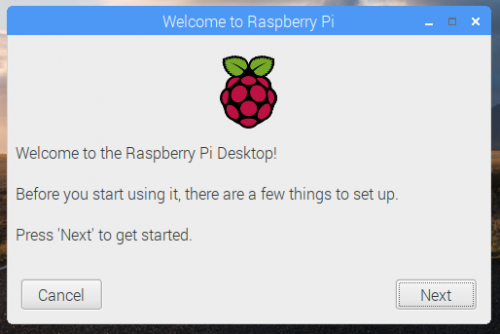 Welcome to Raspberry Pi
Welcome to the Raspberry Pi Desktop!
Before you start using it, there are a few things to set up.
Press 'Next' to get started.
Cancel
Next